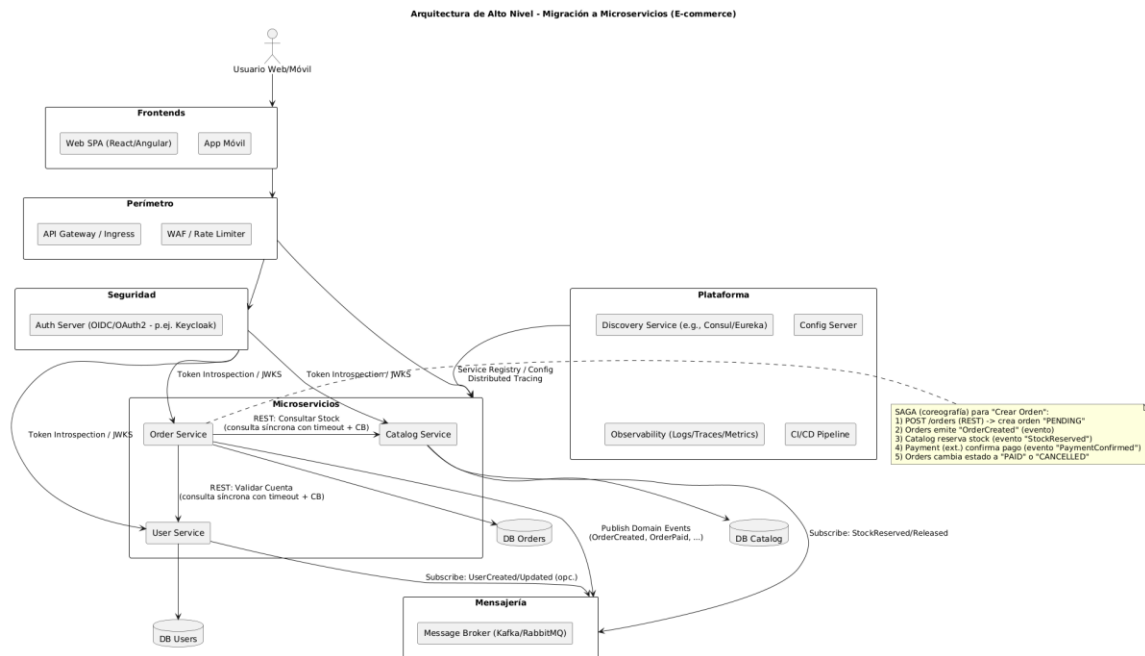 Arquitectura de Alto Nivel - Migración a Microservicios (E-commerce)
Usuario Web/Móvil
Frontends
Web SPA (React/Angular)
App Móvil
Perímetro
API Gateway / Ingress
WAF / Rate Limiter
Seguridad
Auth Server (OIDC/OAuth2 - p.ej. Keycloak)
Plataforma
Discovery Service (e.g., Consul/Eureka)
Config Server
Observability (Logs/Traces/Metrics)
CI/CD Pipeline
Token Introspection / JWKS
Token Introspection / JWKS
Service Registry / Config
Distributed Tracing
Token Introspection / JWKS
Microservicios
Order Service
REST: Consultar Stock
(consulta síncrona con timeout + CB)
Catalog Service
REST: Validar Cuenta
(consulta síncrona con timeout + CB)
User Service
SAGA (coreografía) para "Crear Orden":
1) POST /orders (REST) -> crea orden "PENDING"
2) Orders emite "OrderCreated" (evento)
3) Catalog reserva stock (evento "StockReserved")
4) Payment (ext.) confirma pago (evento "PaymentConfirmed")
5) Orders cambia estado a "PAID" o "CANCELLED"
DB Orders
Publish Domain Events
(OrderCreated, OrderPaid, ...)
DB Catalog
Subscribe: StockReserved/Released
Subscribe: UserCreated/Updated (opc.)
DB Users
Mensajería
Message Broker (Kafka/RabbitMQ)